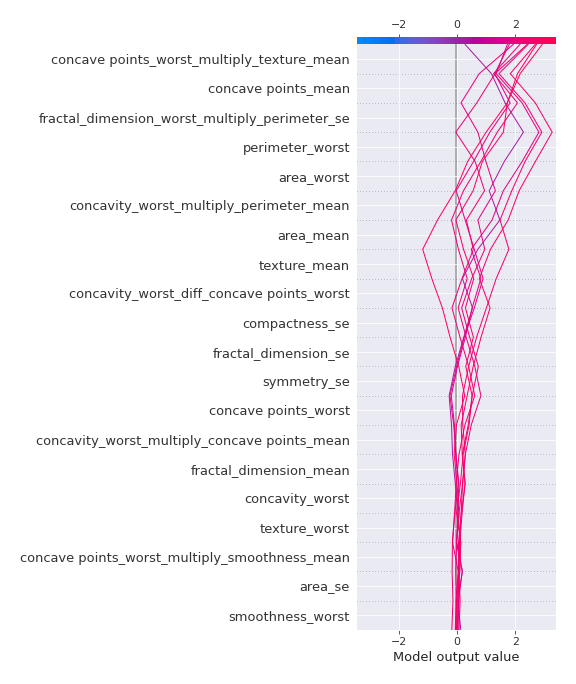 −2 0 2
concave points_worst_multiply_texture_mean
concave points_mean
fractal_dimension_worst_multiply_perimeter_se
perimeter_worst
area_worst
concavity_worst_multiply_perimeter_mean
area_mean
texture_mean
concavity_worst_diff_concave points_worst
compactness_se
fractal_dimension_se
symmetry_se
concave points_worst
concavity_worst_multiply_concave points_mean
fractal_dimension_mean
concavity_worst
texture_worst
concave points_worst_multiply_smoothness_mean
area_se
smoothness_worst
−2 0 2
Model output value